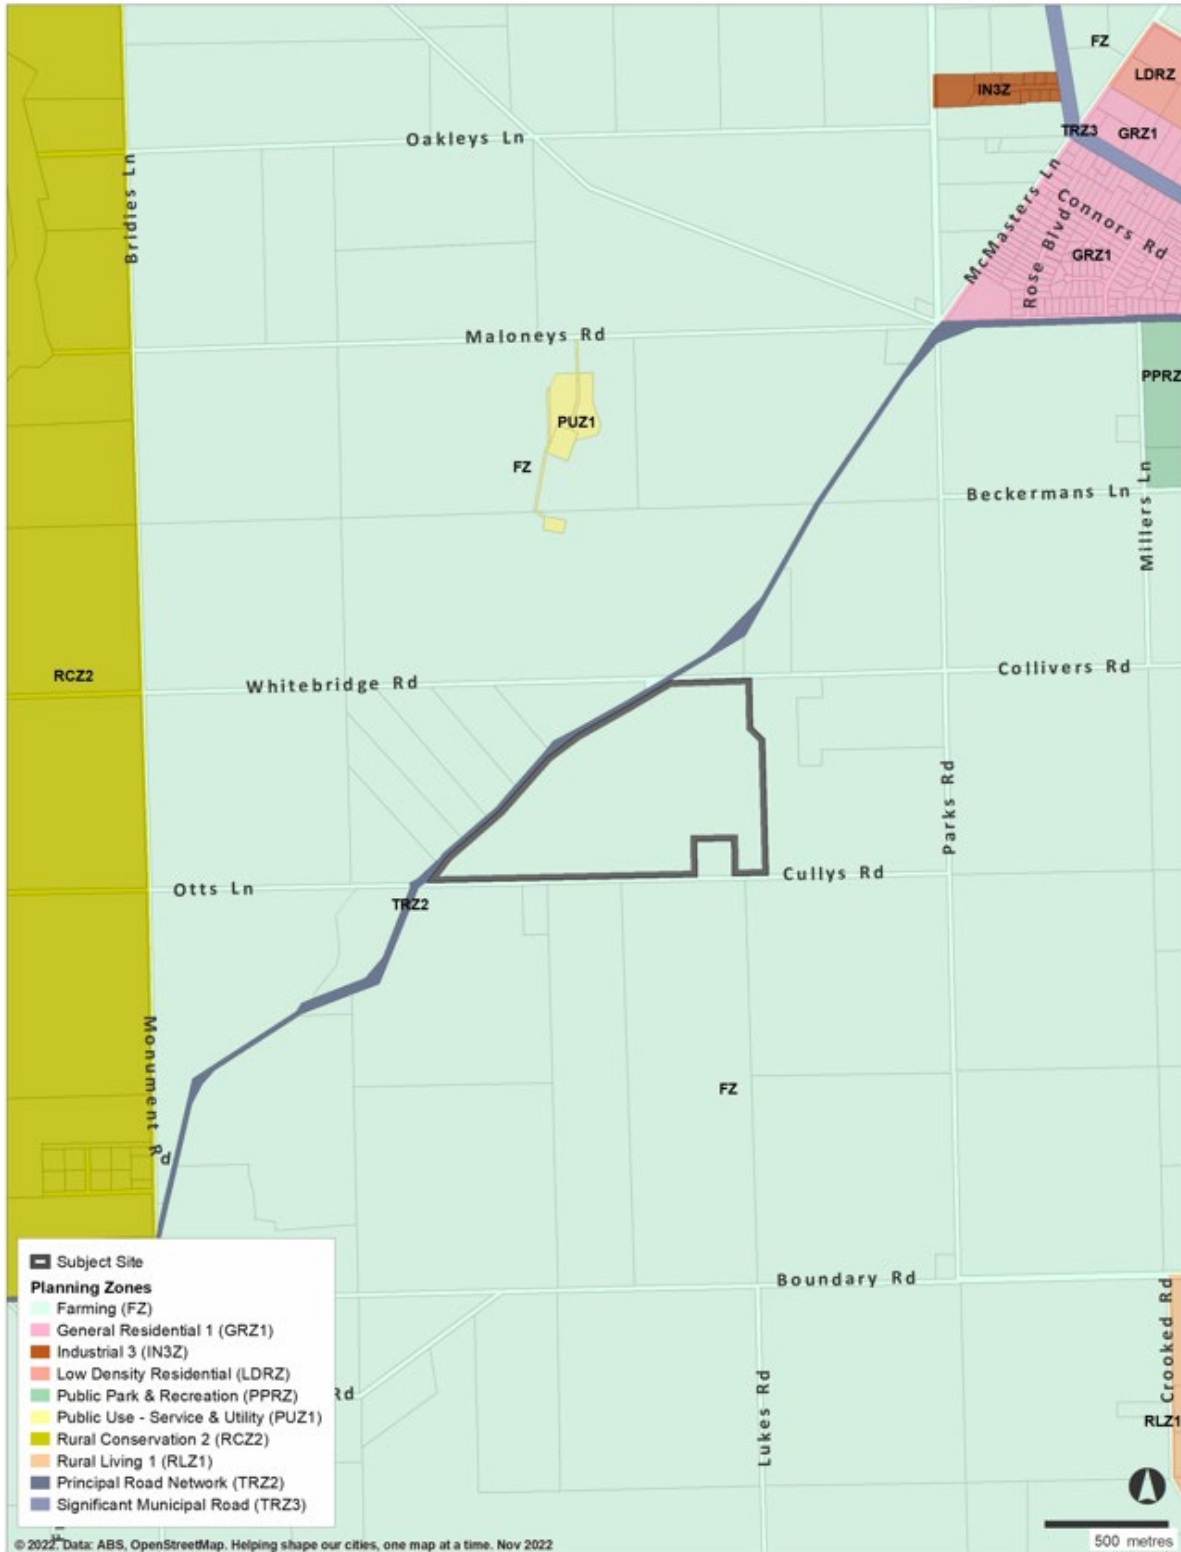 FZ
LDRZ
IN3Z
TRZ3
GRZ1
Oakleys Ln
Bridies Ln
McMasters Ln
Connors Rd
Rose Blvd
GRZ1
Maloneys Rd
PPRZ
PUZ1
FZ
Beckermans Ln
Millers Ln
RCZ2
Whitebridge Rd
Collivers Rd
Parks Rd
Otts Ln
Cullys Rd
TRZ2
Monument Rd
FZ
Boundary Rd
Crooked Rd
Lukes Rd
Rd
RLZ1
Subject Site
Planning Zones
Farming (FZ)
General Residential 1 (GRZ1)
Industrial 3 (IN3Z)
Low Density Residential (LDRZ)
Public Park & Recreation (PPRZ)
Public Use - Service & Utility (PUZ1)
Rural Conservation 2 (RCZ2)
Rural Living 1 (RLZ1)
Principal Road Network (TRZ2)
Significant Municipal Road (TRZ3)
500 metres
© 2022. Data: ABS, OpenStreetMap. Helping shape our cities, one map at a time. Nov 2022